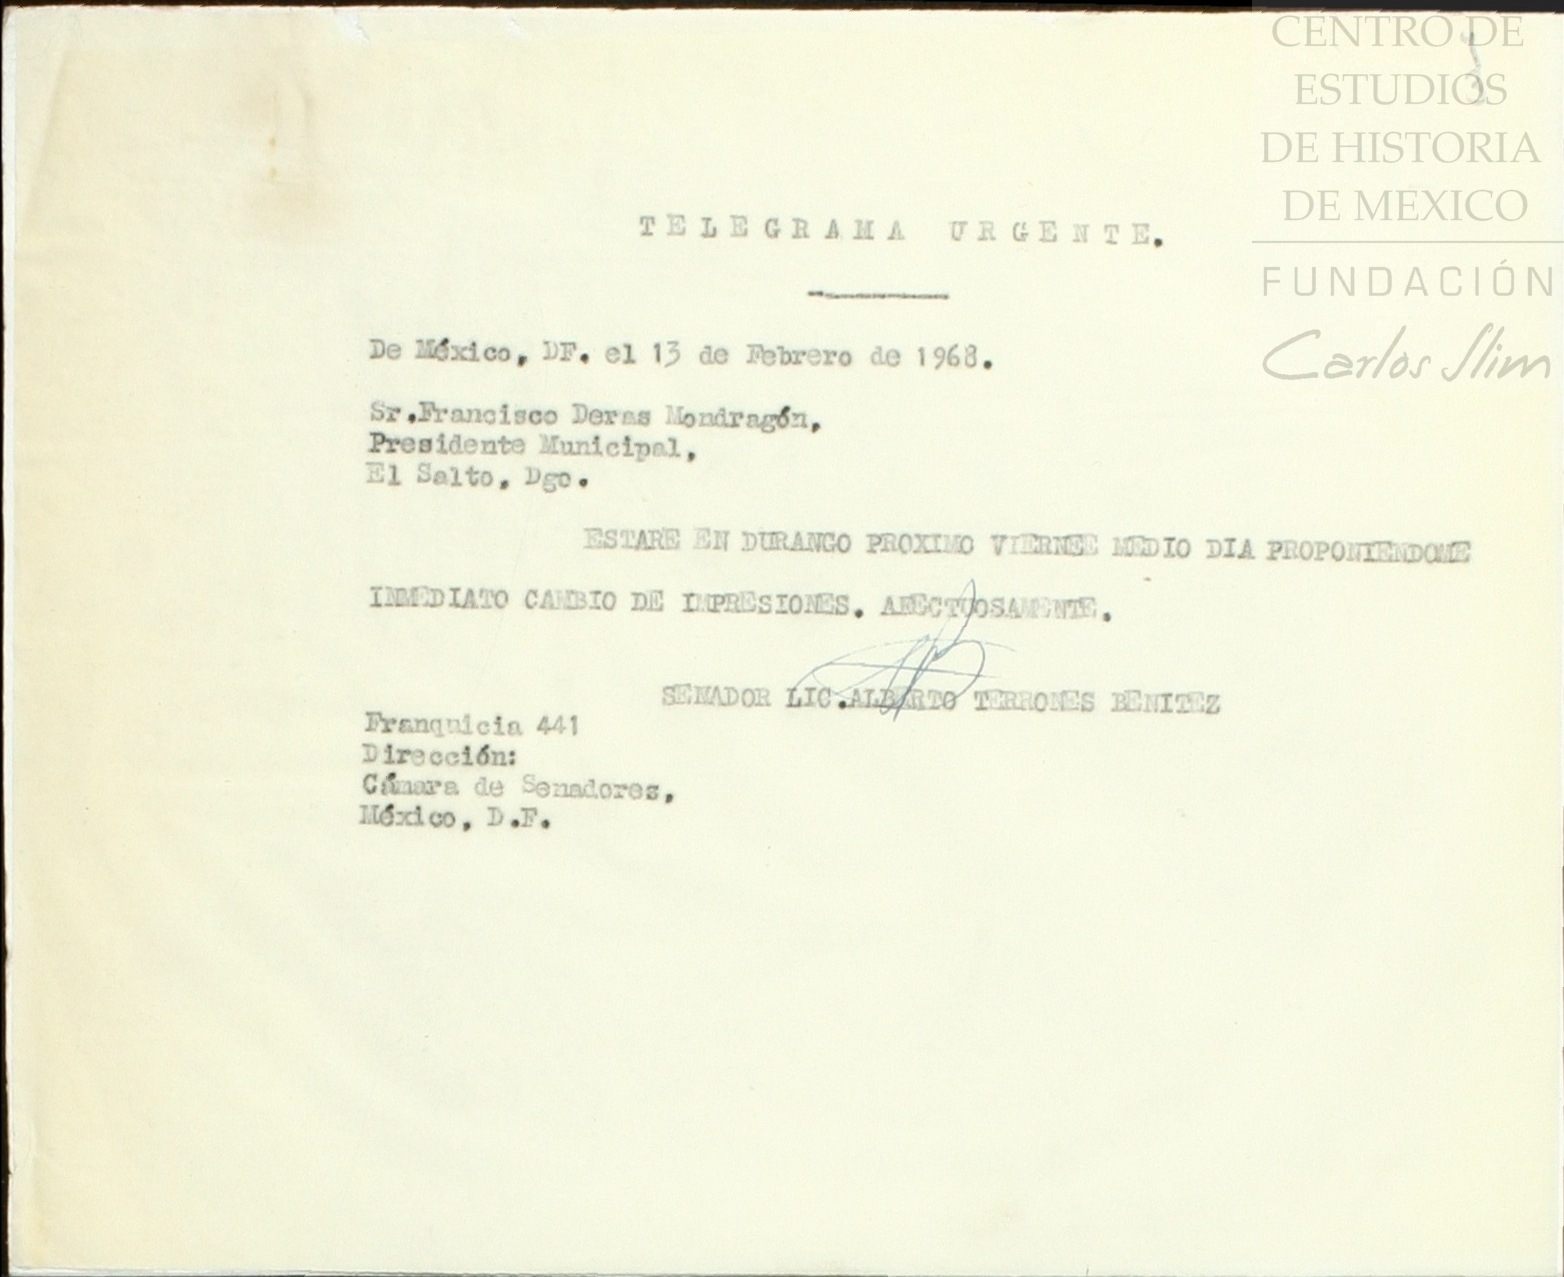 CENTRO DE
ESTUDIOS
DE HISTORIA
DE MEXICO
FUNDACIÓN
Carlos Slim
TELEGRAMA URGENTE.
De México, DF. el 13 de Febrero de 1968.
Sr.Francisco Deras Mondragón,
Presidente Municipal,
El Salto, Dgo.
ESTARE EN DURANGO PROXIMO VIERNEE MEDIO DIA PROPONIENDOME
INMEDIATO CAMBIO DE IMPRESIONES. AFECTUOSAMENTE.
SENADOR LIC.ALBERTO TERRONES BENITEZ
Franquicia 441
Dirección:
Cámara de Senadores,
México, D.F.